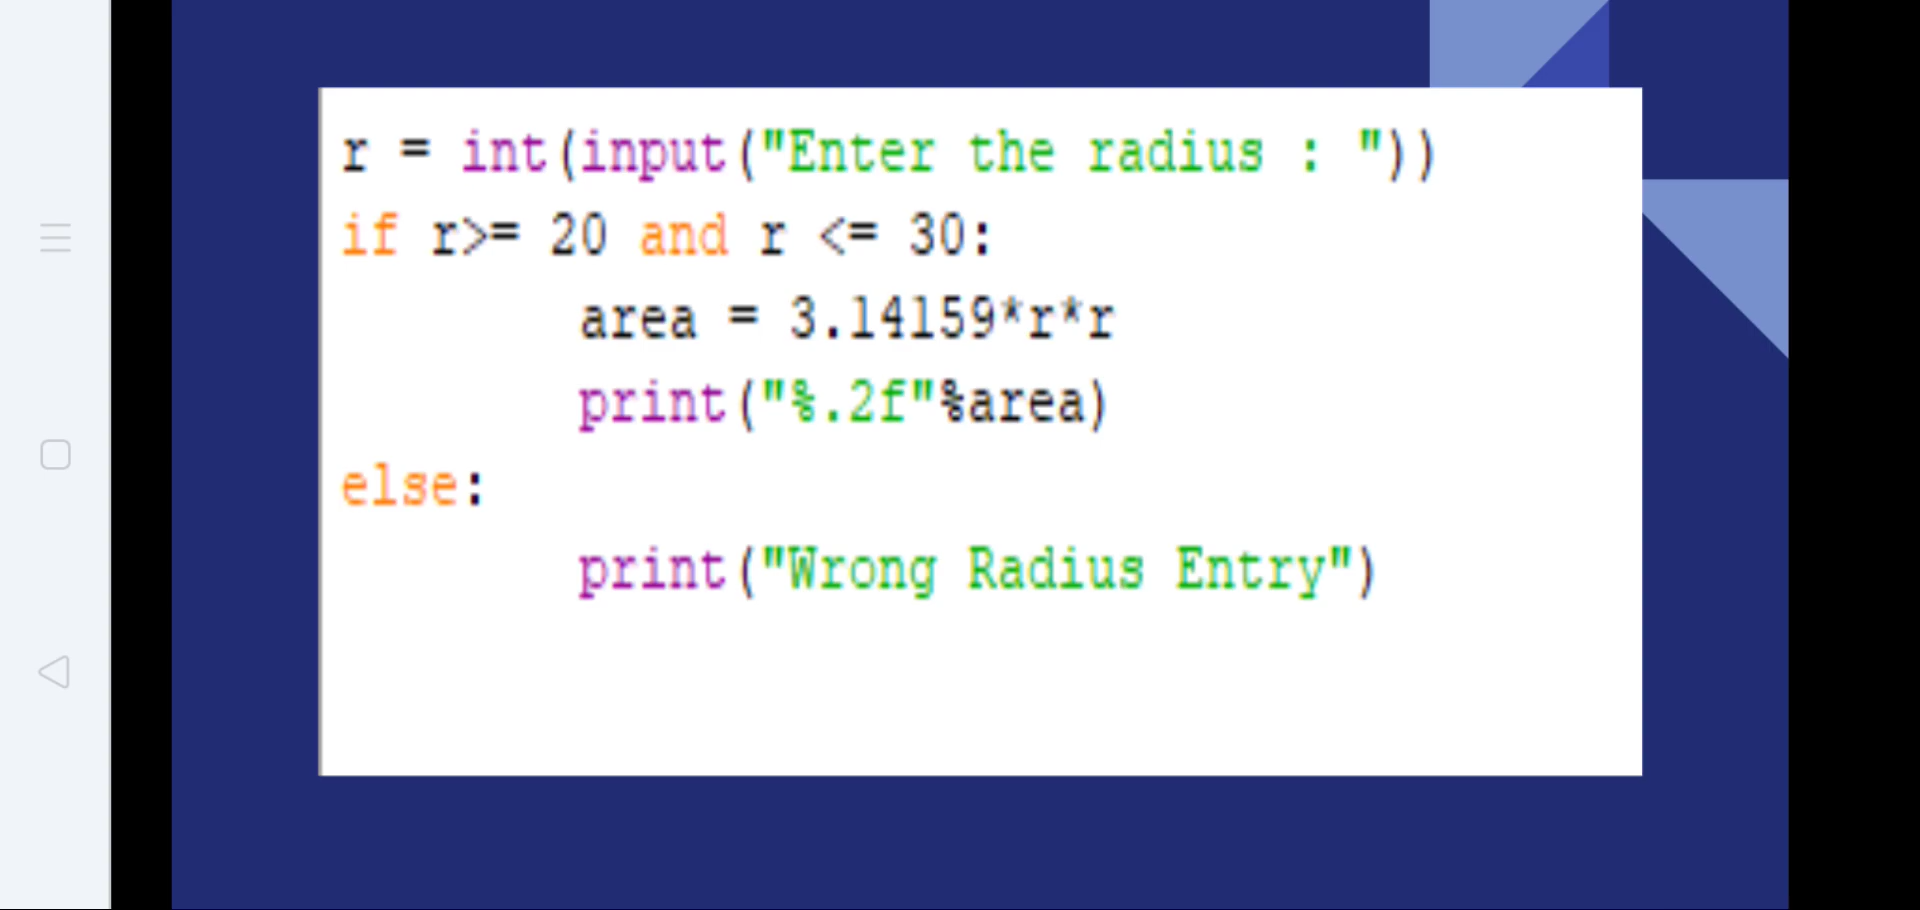 r = int(input("Enter the radius : "))
if r>= 20 and r <= 30:
        area = 3.14159*r*r
        print("%.2f"%area)
else:
        print("Wrong Radius Entry")